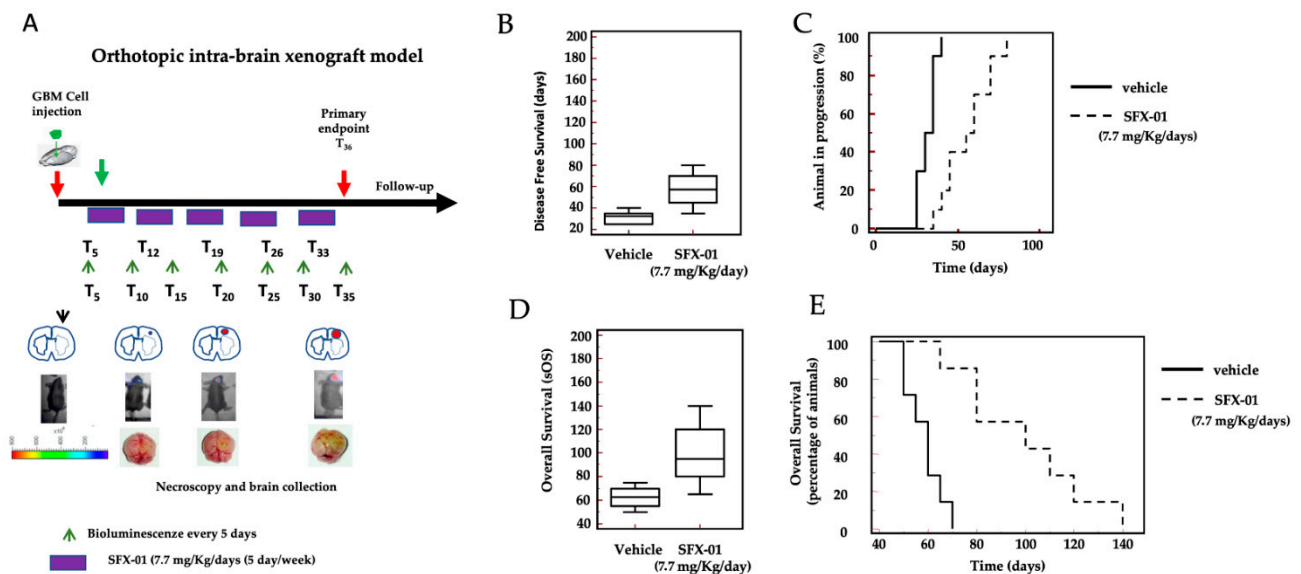 A
Orthotopic intra-brain xenograft model
GBM Cell
injection
Primary
endpoint
T36
Follow-up
T5 T12 T19 T26 T33
T5 T10 T15 T20 T25 T30 T35
Necroscopy and brain collection
Bioluminescenze every 5 days
SFX-01 (7.7 mg/Kg/days (5 day/week)
B
Disease Free Survival (days)
200
180
160
140
120
100
80
60
40
20
Vehicle SFX-01
(7.7 mg/Kg/day)
C
Animal in progression (%)
100
80
60
40
20
0
0 50 100
Time (days)
vehicle
SFX-01
(7.7 mg/Kg/days)
D
Overall Survival (sOS)
200
180
160
140
120
100
80
60
40
Vehicle SFX-01
(7.7 mg/Kg/day)
E
Overall Survival
(percentage of animals)
100
80
60
40
20
0
40 60 80 100 120 140
Time (days)
vehicle
SFX-01
(7.7 mg/Kg/days)